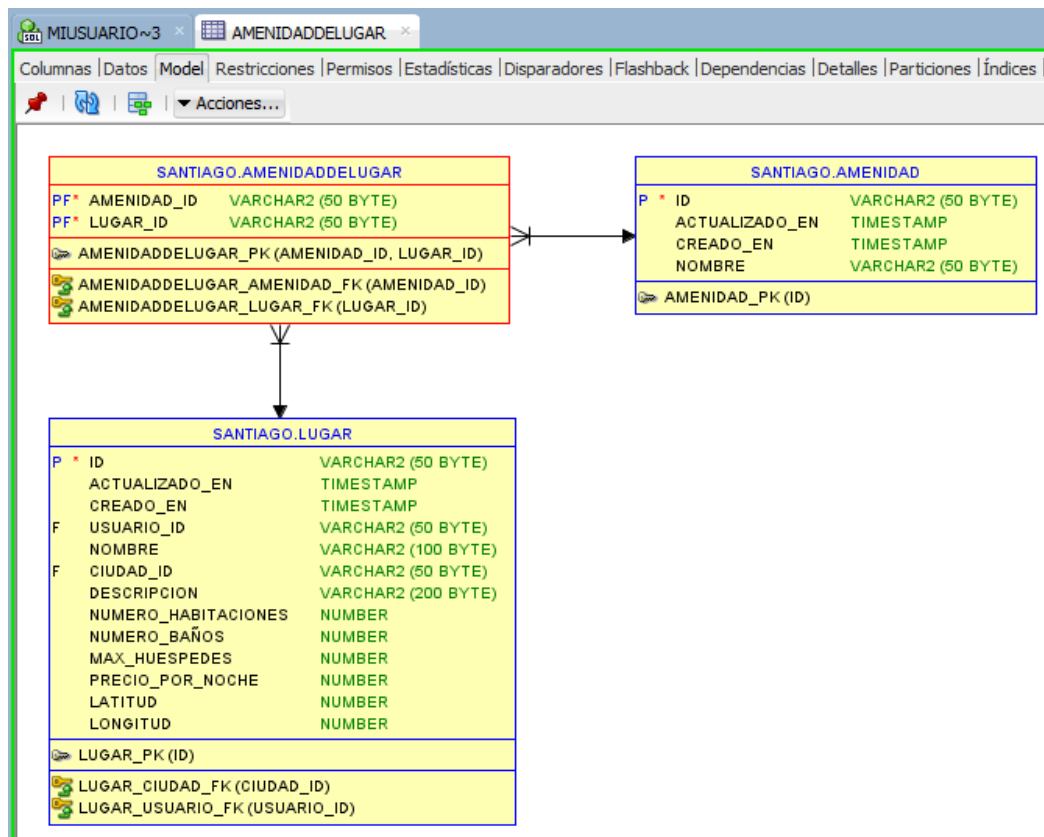 MIUSUARIO~3 × AMENIDADDELUGAR ×
Columnas | Datos | Model | Restricciones | Permisos | Estadísticas | Disparadores | Flashback | Dependencias | Detalles | Particiones | Índices |
Acciones...
SANTIAGO.AMENIDADDELUGAR
PF* AMENIDAD_ID VARCHAR2 (50 BYTE)
PF* LUGAR_ID VARCHAR2 (50 BYTE)
AMENIDADDELUGAR_PK (AMENIDAD_ID, LUGAR_ID)
AMENIDADDELUGAR_AMENIDAD_FK (AMENIDAD_ID)
AMENIDADDELUGAR_LUGAR_FK (LUGAR_ID)
SANTIAGO.AMENIDAD
P * ID VARCHAR2 (50 BYTE)
ACTUALIZADO_EN TIMESTAMP
CREADO_EN TIMESTAMP
NOMBRE VARCHAR2 (50 BYTE)
AMENIDAD_PK (ID)
SANTIAGO.LUGAR
P * ID VARCHAR2 (50 BYTE)
ACTUALIZADO_EN TIMESTAMP
CREADO_EN TIMESTAMP
F USUARIO_ID VARCHAR2 (50 BYTE)
NOMBRE VARCHAR2 (100 BYTE)
F CIUDAD_ID VARCHAR2 (50 BYTE)
DESCRIPCION VARCHAR2 (200 BYTE)
NUMERO_HABITACIONES NUMBER
NUMERO_BAÑOS NUMBER
MAX_HUESPEDES NUMBER
PRECIO_POR_NOCHE NUMBER
LATITUD NUMBER
LONGITUD NUMBER
LUGAR_PK (ID)
LUGAR_CIUDAD_FK (CIUDAD_ID)
LUGAR_USUARIO_FK (USUARIO_ID)